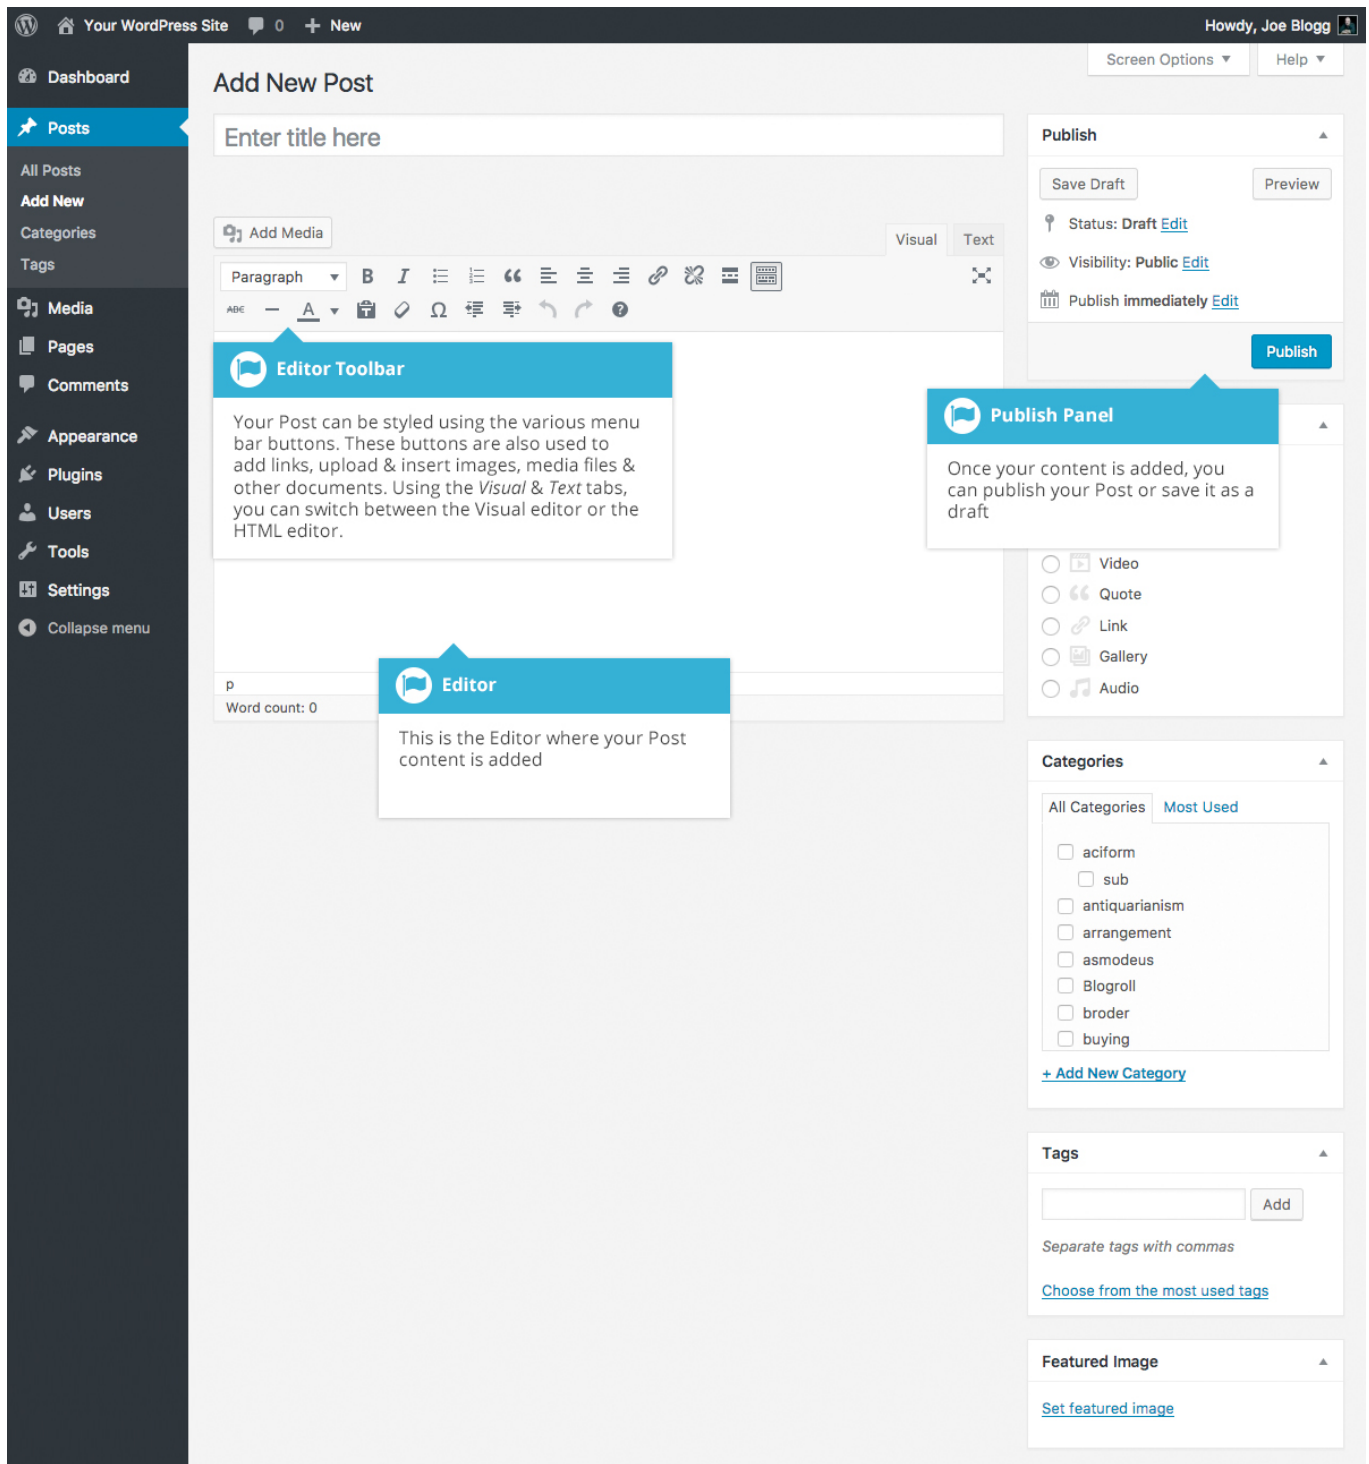 Your WordPress Site 0 + New Howdy, Joe Blogg
Screen Options ▼ Help ▼
Dashboard
Posts
All Posts
Add New
Categories
Tags
Media
Pages
Comments
Appearance
Plugins
Users
Tools
Settings
Collapse menu
Add New Post
Enter title here
Add Media
Visual Text
Paragraph B I
ABC A Ω
Editor Toolbar
Your Post can be styled using the various menu
bar buttons. These buttons are also used to
add links, upload & insert images, media files &
other documents. Using the Visual & Text tabs,
you can switch between the Visual editor or the
HTML editor.
p
Word count: 0
Editor
This is the Editor where your Post
content is added
Publish
Save Draft Preview
Status: Draft Edit
Visibility: Public Edit
Publish immediately Edit
Publish
Publish Panel
Once your content is added, you
can publish your Post or save it as a
draft
Video
Quote
Link
Gallery
Audio
Categories
All Categories Most Used
aciform
sub
antiquarianism
arrangement
asmodeus
Blogroll
broder
buying
+ Add New Category
Tags
Add
Separate tags with commas
Choose from the most used tags
Featured Image
Set featured image